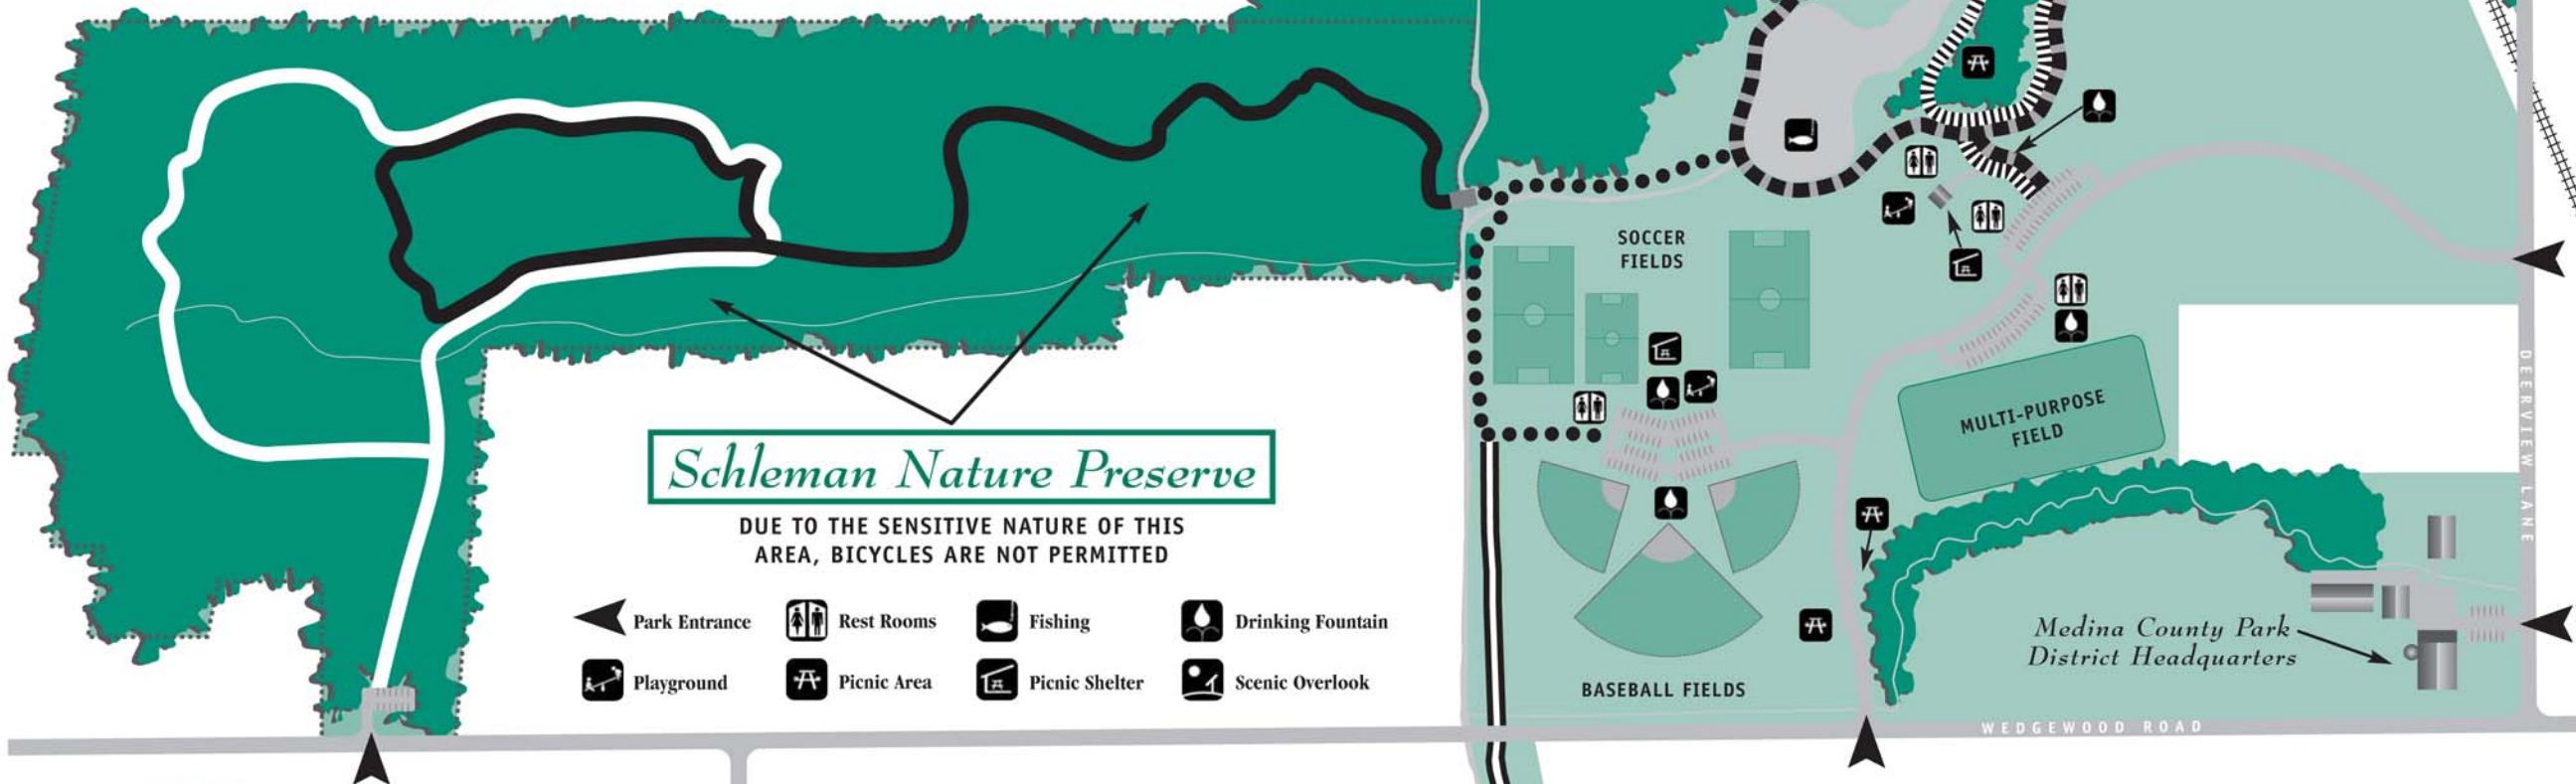 SOCCER
FIELDS
MULTI-PURPOSE
FIELD
DEERVIEW LANE
Schleman Nature Preserve
DUE TO THE SENSITIVE NATURE OF THIS
AREA, BICYCLES ARE NOT PERMITTED
Park Entrance
Rest Rooms
Fishing
Drinking Fountain
Playground
Picnic Area
Picnic Shelter
Scenic Overlook
BASEBALL FIELDS
Medina County Park
District Headquarters
WEDGEWOOD ROAD